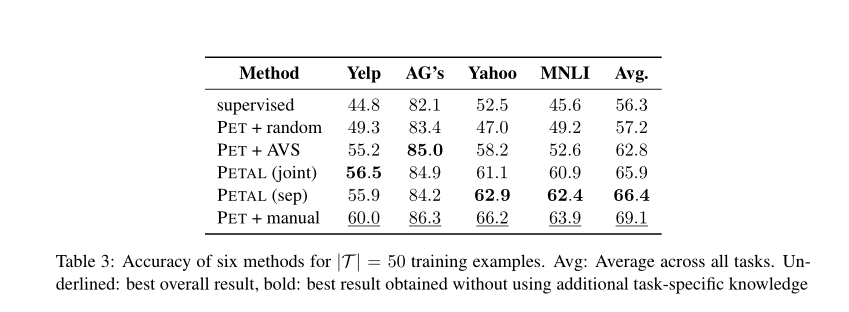 Method Yelp AG's Yahoo MNLI Avg.
supervised 44.8 82.1 52.5 45.6 56.3
PET + random 49.3 83.4 47.0 49.2 57.2
PET + AVS 55.2 85.0 58.2 52.6 62.8
PETAL (joint) 56.5 84.9 61.1 60.9 65.9
PETAL (sep) 55.9 84.2 62.9 62.4 66.4
PET + manual 60.0 86.3 66.2 63.9 69.1
Table 3: Accuracy of six methods for |𝒯| = 50 training examples. Avg: Average across all tasks. Un-
derlined: best overall result, bold: best result obtained without using additional task-specific knowledge